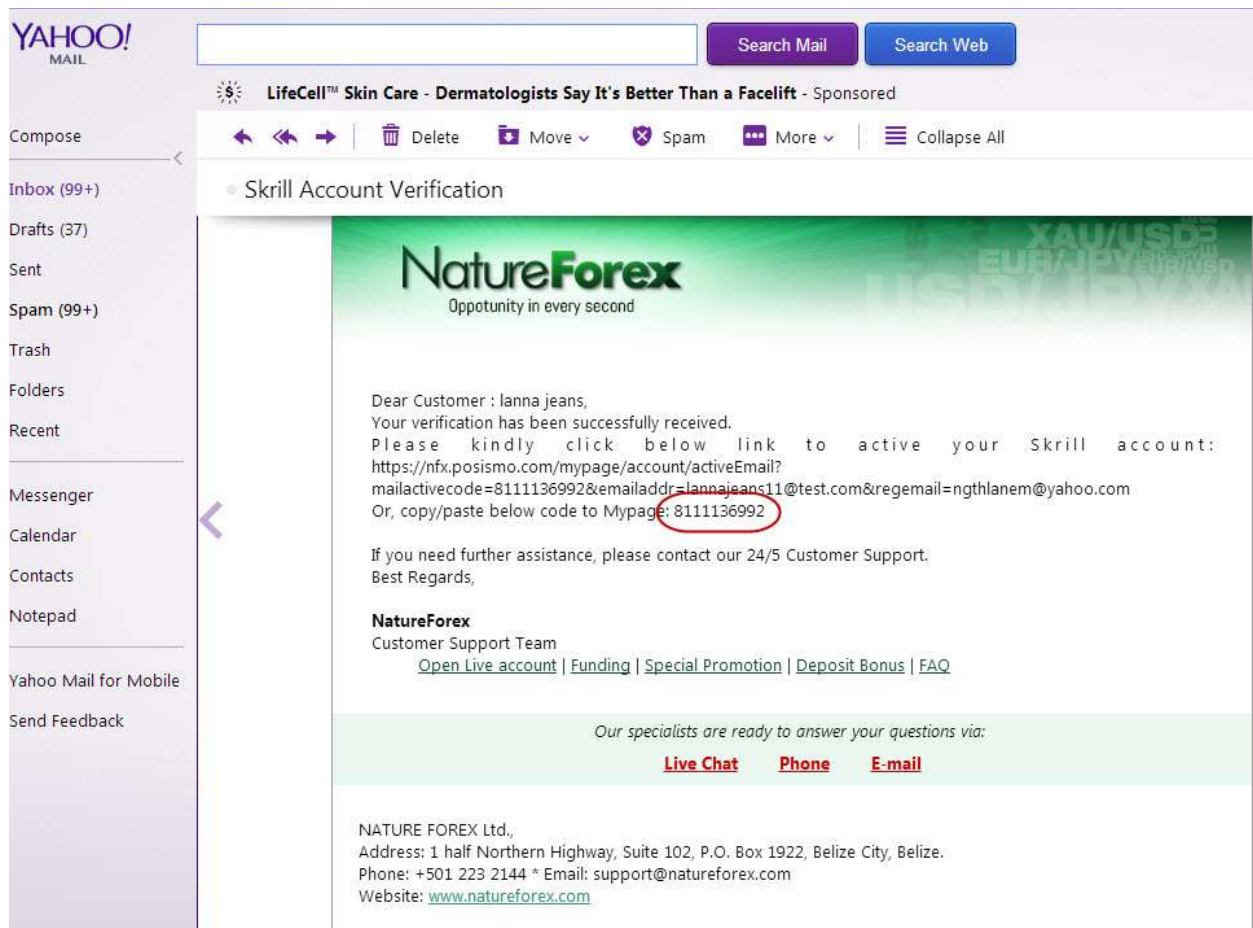 YAHOO!
MAIL
Search Mail
Search Web
LifeCell™ Skin Care - Dermatologists Say It's Better Than a Facelift - Sponsored
Compose
Delete
Move
Spam
More
Collapse All
Inbox (99+)
Drafts (37)
Sent
Spam (99+)
Trash
Folders
Recent
Messenger
Calendar
Contacts
Notepad
Yahoo Mail for Mobile
Send Feedback
Skrill Account Verification
NatureForex
Oppotunity in every second
XAU/USD
EUR/JPY
EUR/USD
USD/JPY
Dear Customer : lanna jeans,
Your verification has been successfully received.
Please kindly click below link to active your Skrill account:
https://nfx.posismo.com/mypage/account/activeEmail?
mailactivecode=8111136992&emailaddr=lannajeans11@test.com&regemail=ngthlanem@yahoo.com
Or, copy/paste below code to Mypage: 8111136992
If you need further assistance, please contact our 24/5 Customer Support.
Best Regards,
NatureForex
Customer Support Team
Open Live account | Funding | Special Promotion | Deposit Bonus | FAQ
Our specialists are ready to answer your questions via:
Live Chat Phone E-mail
NATURE FOREX Ltd.,
Address: 1 half Northern Highway, Suite 102, P.O. Box 1922, Belize City, Belize.
Phone: +501 223 2144 * Email: support@natureforex.com
Website: www.natureforex.com